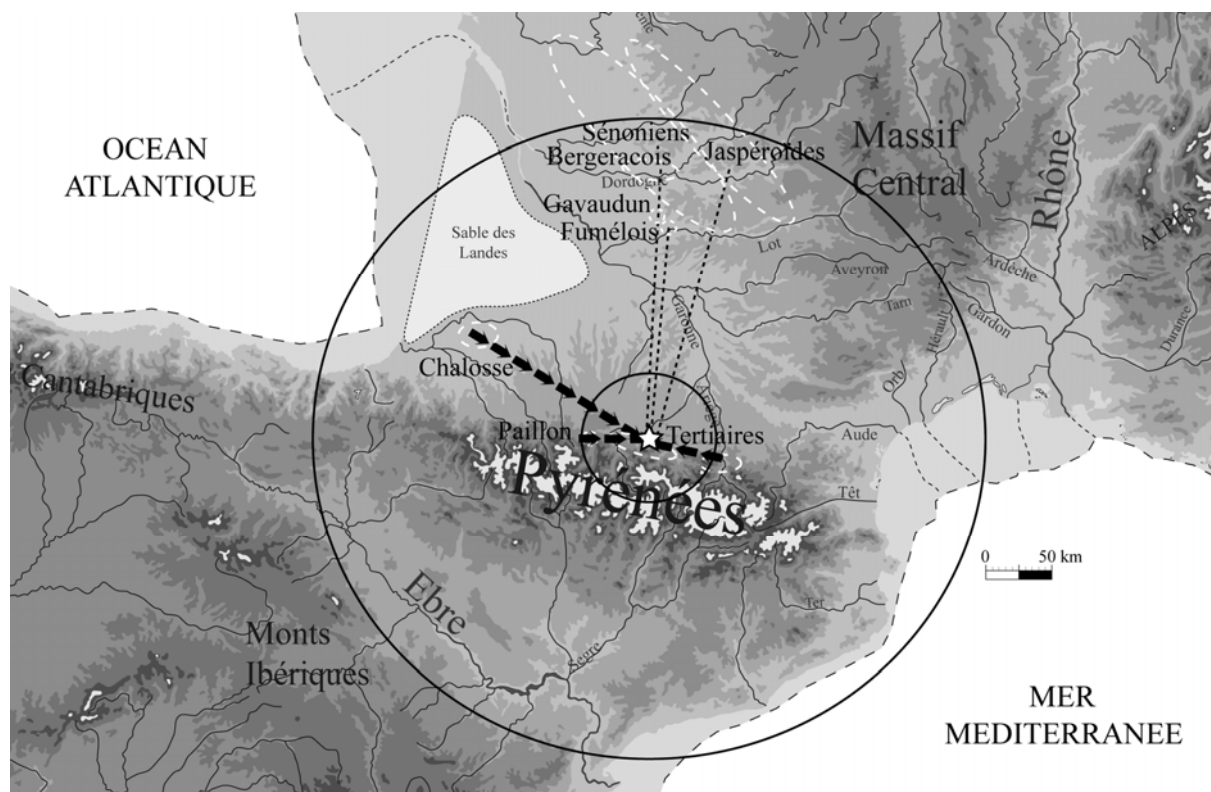 OCEAN
ATLANTIQUE
Sénoniens
Bergeracois
Jaspéroïdes
Massif
Central
Rhône
ALPES
Dordogne
Gavaudun
Fumélois
Sable des
Landes
Lot
Aveyron
Ardèche
Tarn
Gardon
Durance
Hérault
Garonne
Orb
Cantabriques
Chalosse
Ariège
Paillon
Tertiaires
Aude
Pyrénées
Têt
0 50 km
Ebre
Ter
Monts
Ibériques
Segre
MER
MEDITERRANEE